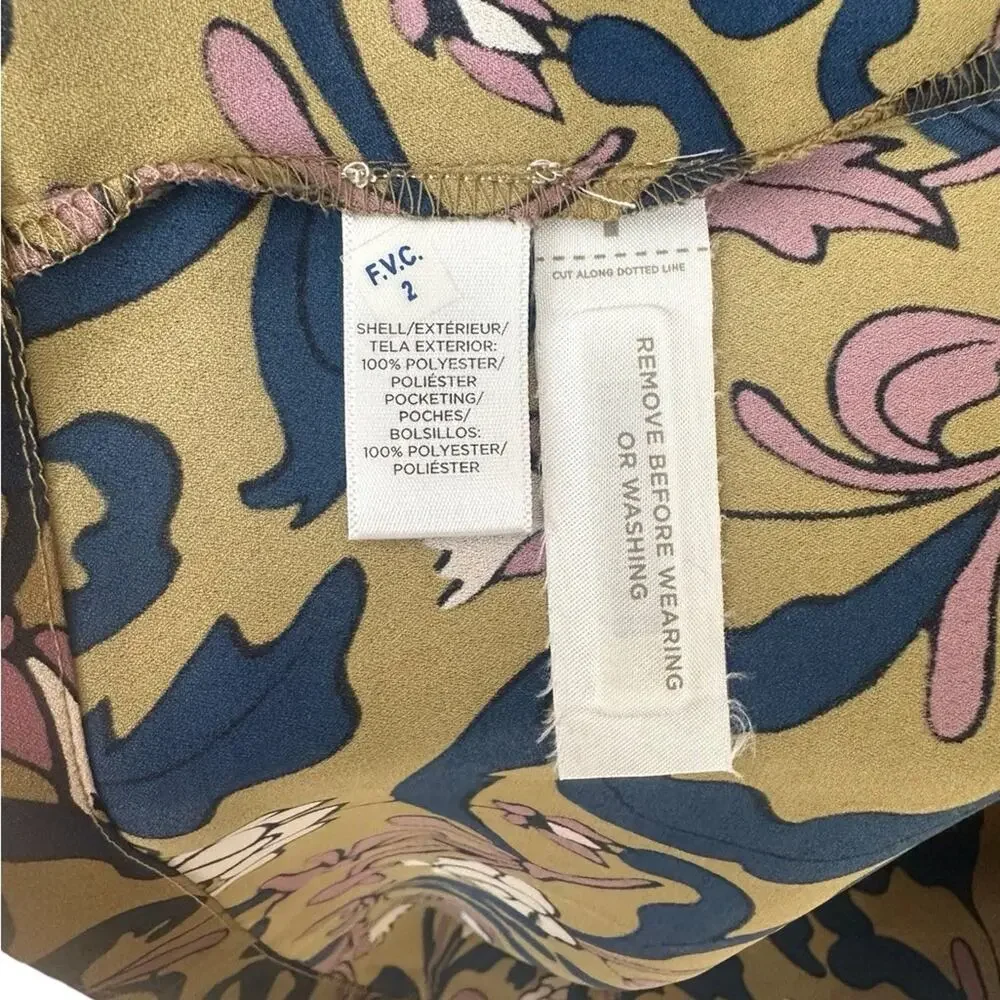 F.V.C.
2
SHELL/EXTÉRIEUR/
TELA EXTERIOR:
100% POLYESTER/
POLIÉSTER
POCKETING/
POCHES/
BOLSILLOS:
100% POLYESTER/
POLIÉSTER
CUT ALONG DOTTED LINE
REMOVE BEFORE WEARING
OR WASHING